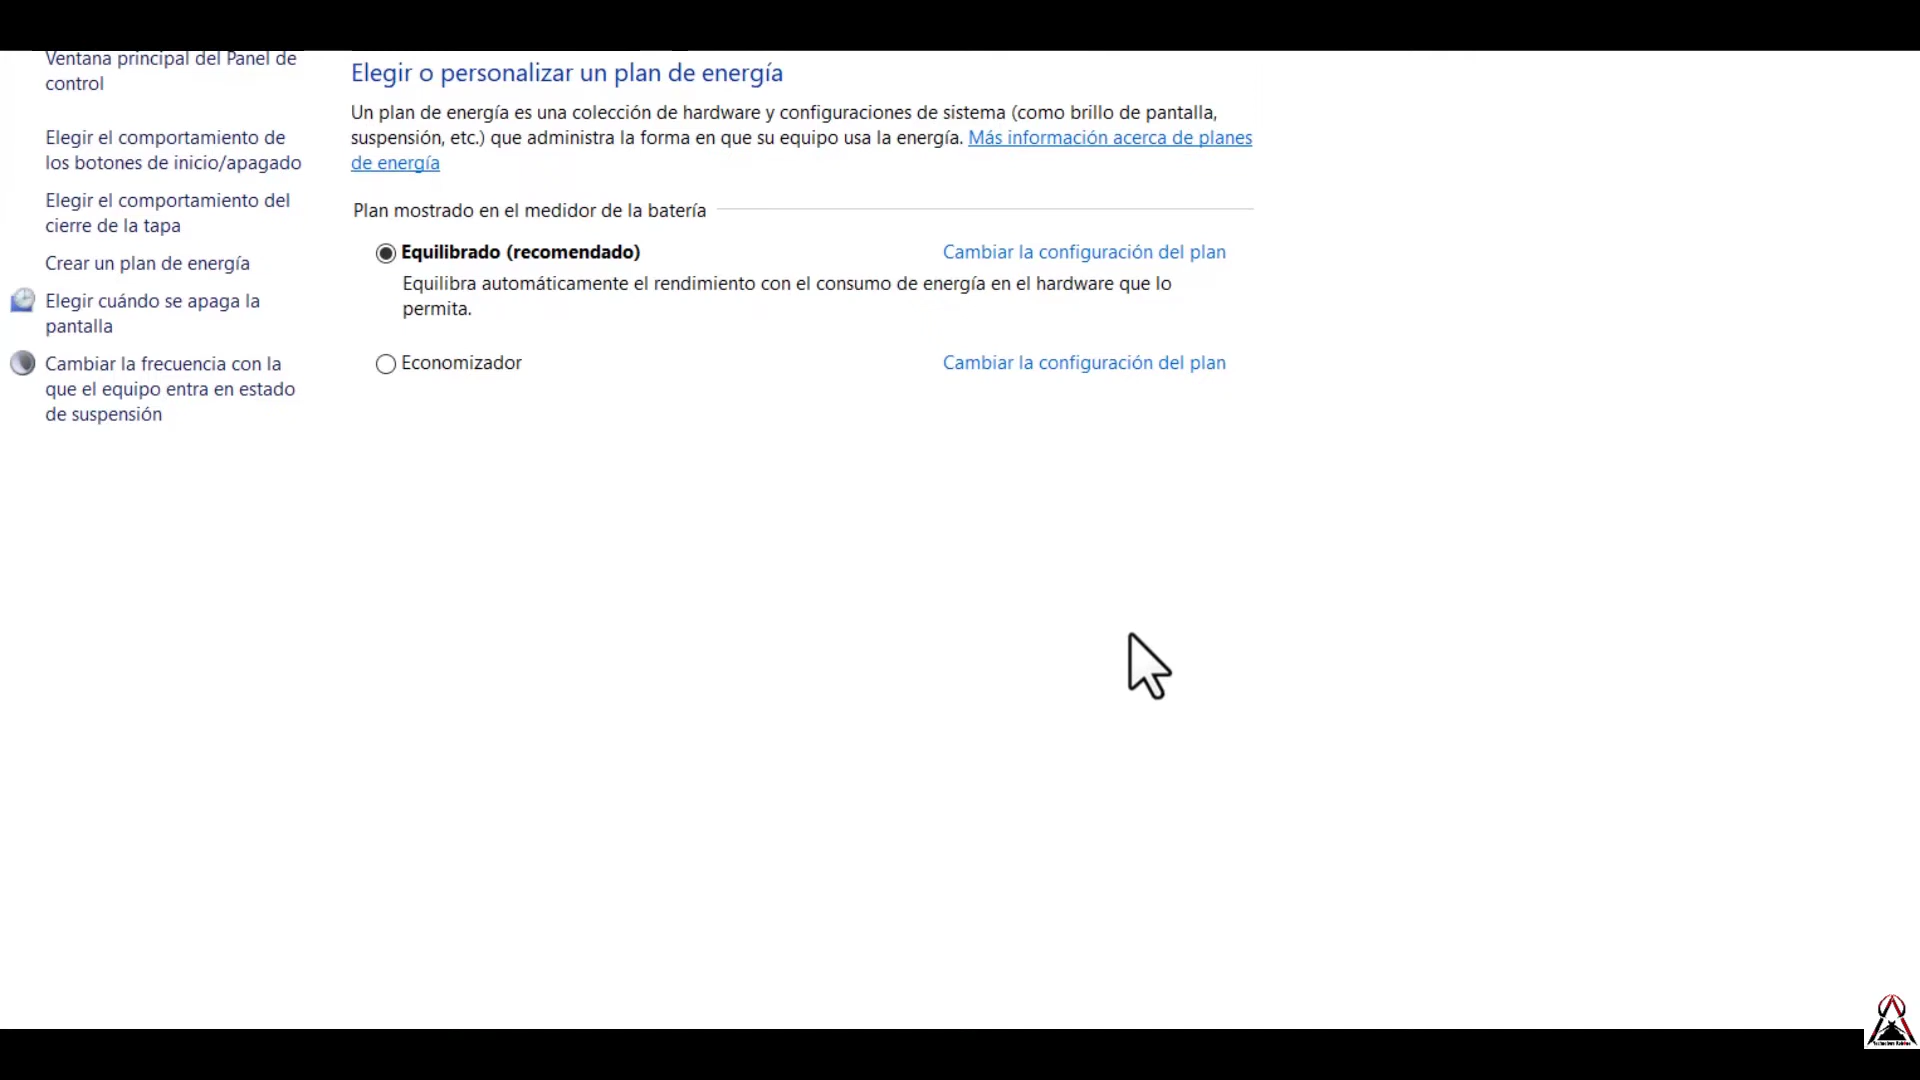 Ventana principal del Panel de
control
Elegir el comportamiento de
los botones de inicio/apagado
Elegir el comportamiento del
cierre de la tapa
Crear un plan de energía
Elegir cuándo se apaga la
pantalla
Cambiar la frecuencia con la
que el equipo entra en estado
de suspensión
Elegir o personalizar un plan de energía
Un plan de energía es una colección de hardware y configuraciones de sistema (como brillo de pantalla,
suspensión, etc.) que administra la forma en que su equipo usa la energía. Más información acerca de planes
de energía
Plan mostrado en el medidor de la batería
Equilibrado (recomendado) Cambiar la configuración del plan
Equilibra automáticamente el rendimiento con el consumo de energía en el hardware que lo
permita.
Economizador Cambiar la configuración del plan